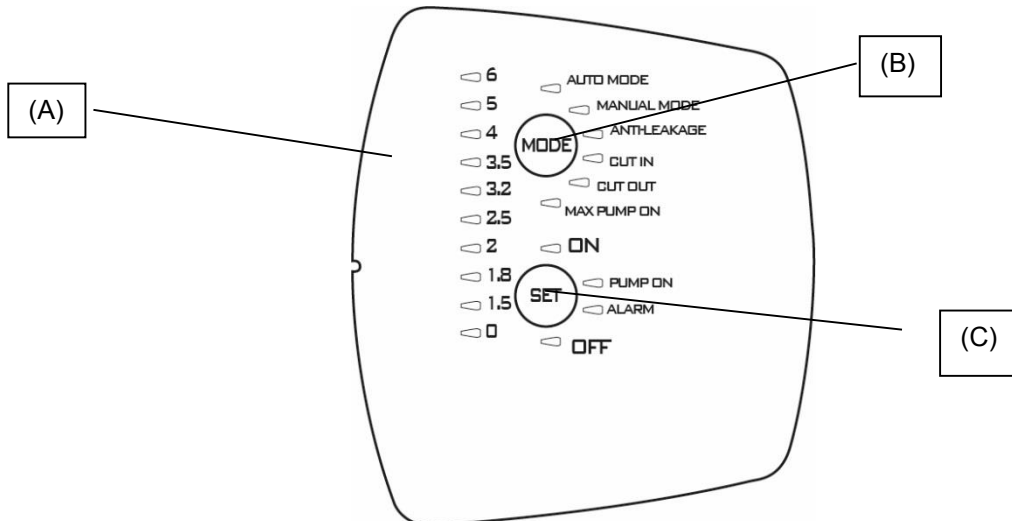 (A)
(B)
(C)
6
5
4
3.5
3.2
2.5
2
1.8
1.5
0
AUTO MODE
MANUAL MODE
ANTI-LEAKAGE
MODE
CUT IN
CUT OUT
MAX PUMP ON
ON
PUMP ON
SET
ALARM
OFF